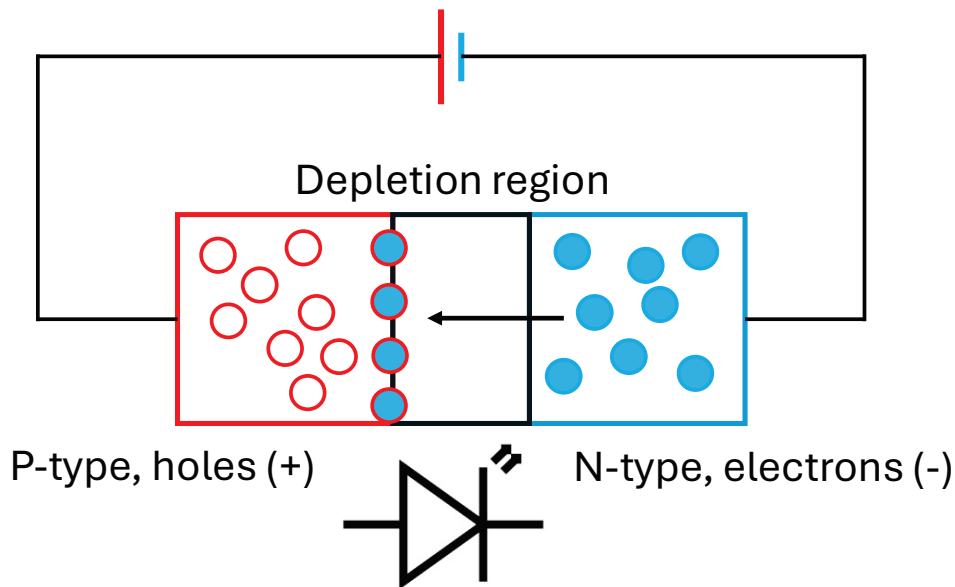 Depletion region
P-type, holes (+)
N-type, electrons (-)